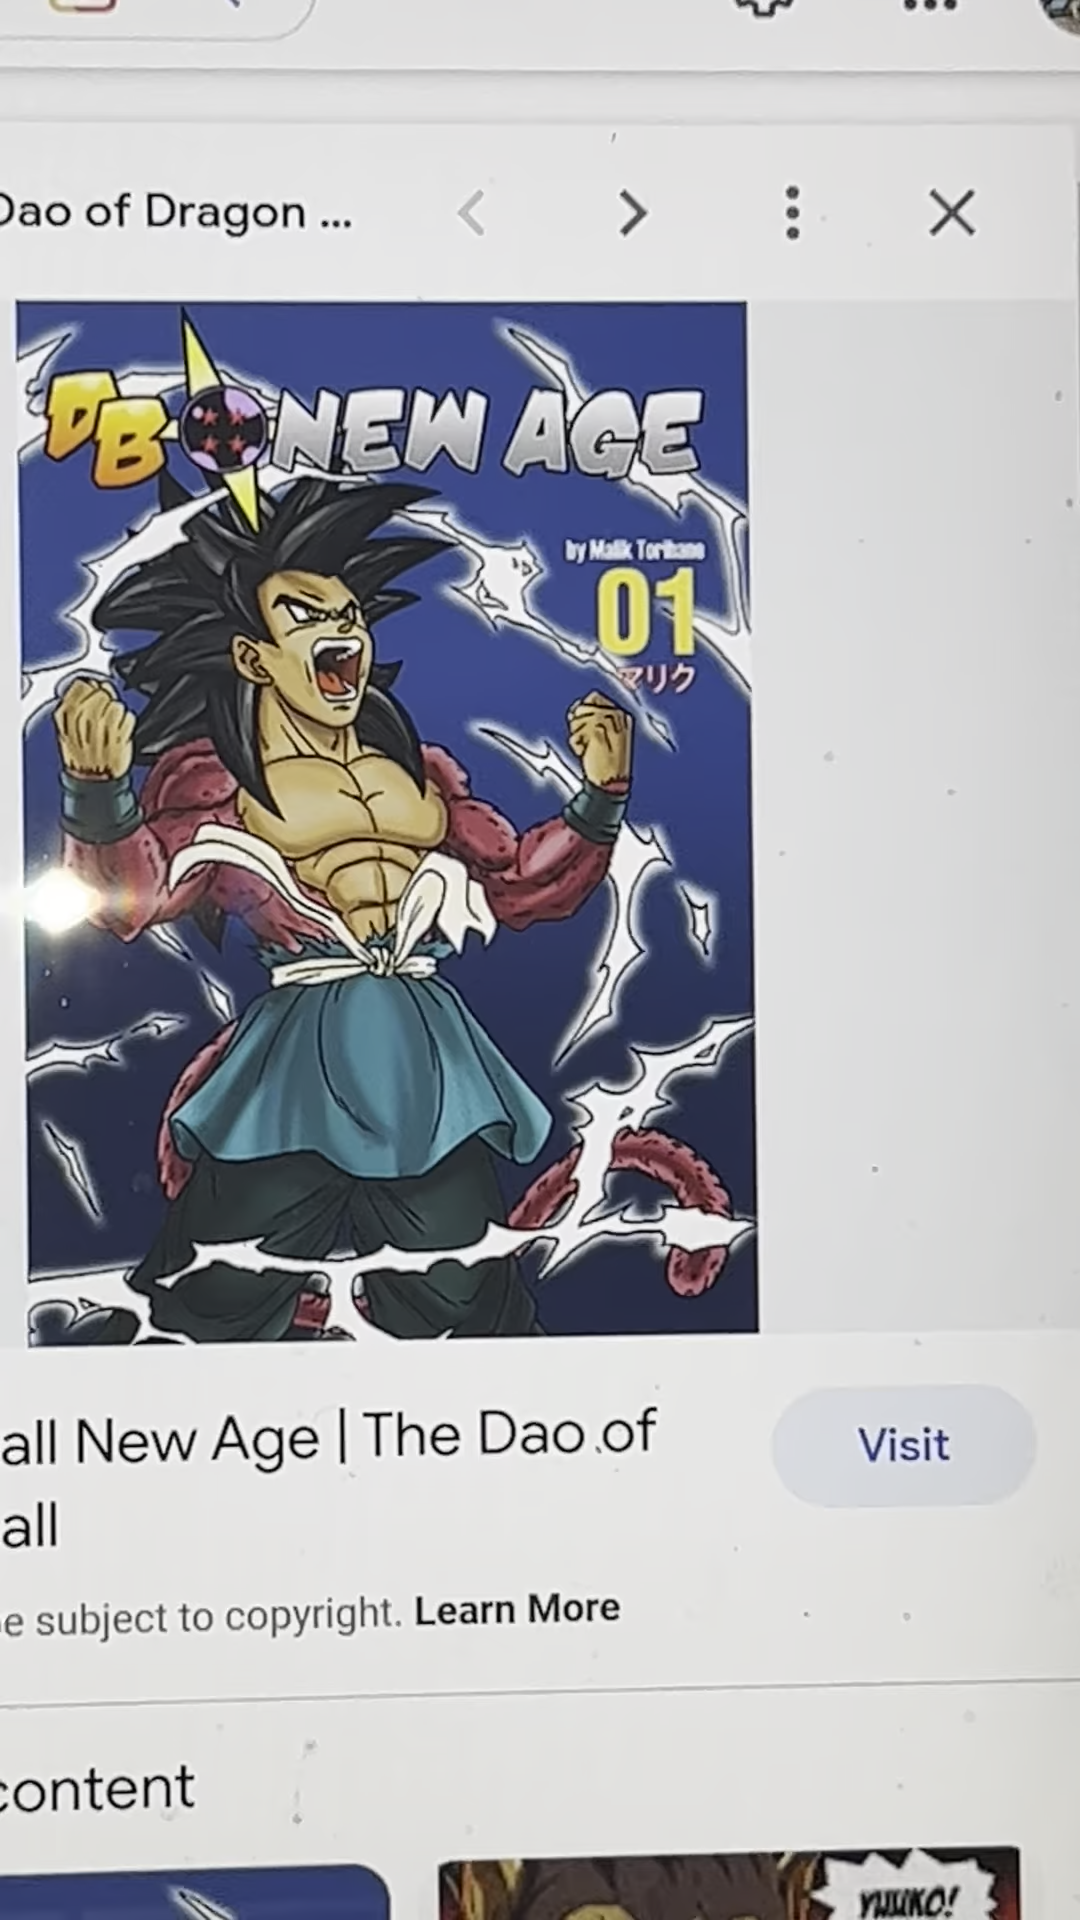 Dao of Dragon ...
DB NEW AGE
by Malik Toribane
01
マリク
all New Age | The Dao of
all
Visit
e subject to copyright. Learn More
content
YUUKO!